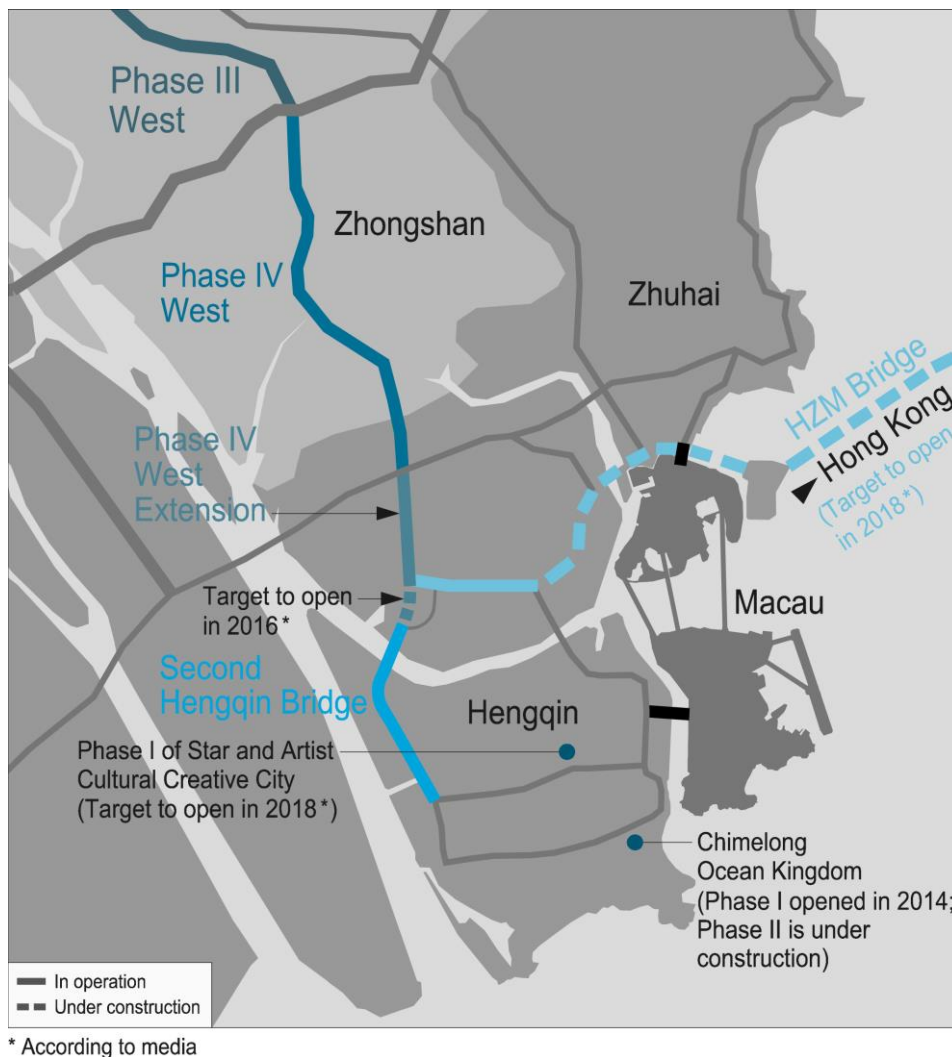 Phase III
West
Zhongshan
Phase IV
West
Zhuhai
HZM Bridge
Hong Kong
(Target to open
in 2018*)
Phase IV
West
Extension
Target to open
in 2016*
Macau
Second
Hengqin Bridge
Hengqin
Phase I of Star and Artist
Cultural Creative City
(Target to open in 2018*)
Chimelong
Ocean Kingdom
(Phase I opened in 2014;
Phase II is under
construction)
In operation
Under construction
* According to media